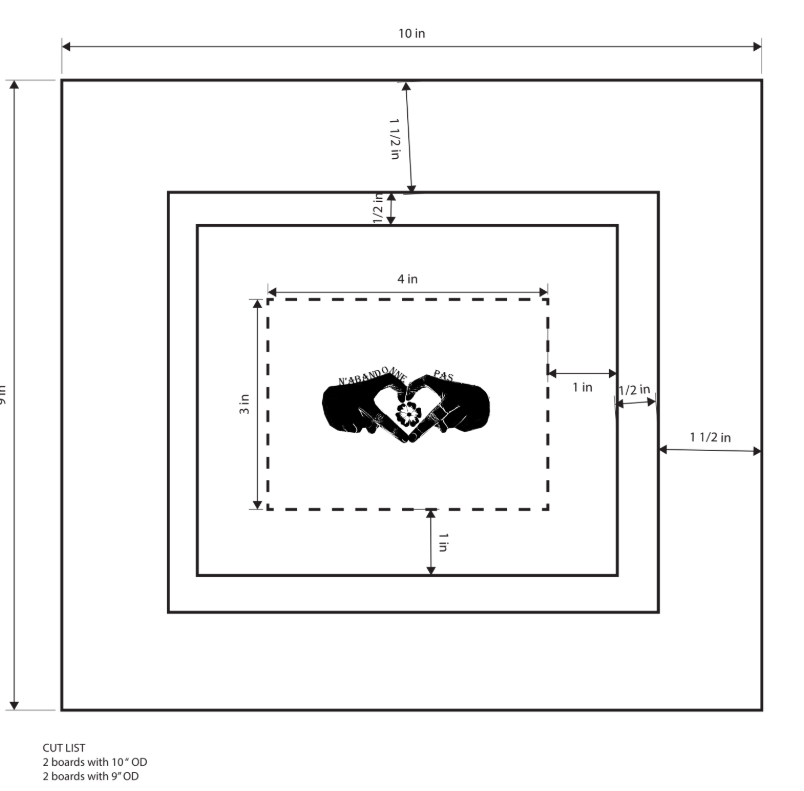 10 in
1 1/2 in
1/2 in
4 in
N'ABANDONNE PAS
3 in
1 in
1/2 in
1 1/2 in
9 in
1 in
CUT LIST
2 boards with 10" OD
2 boards with 9" OD